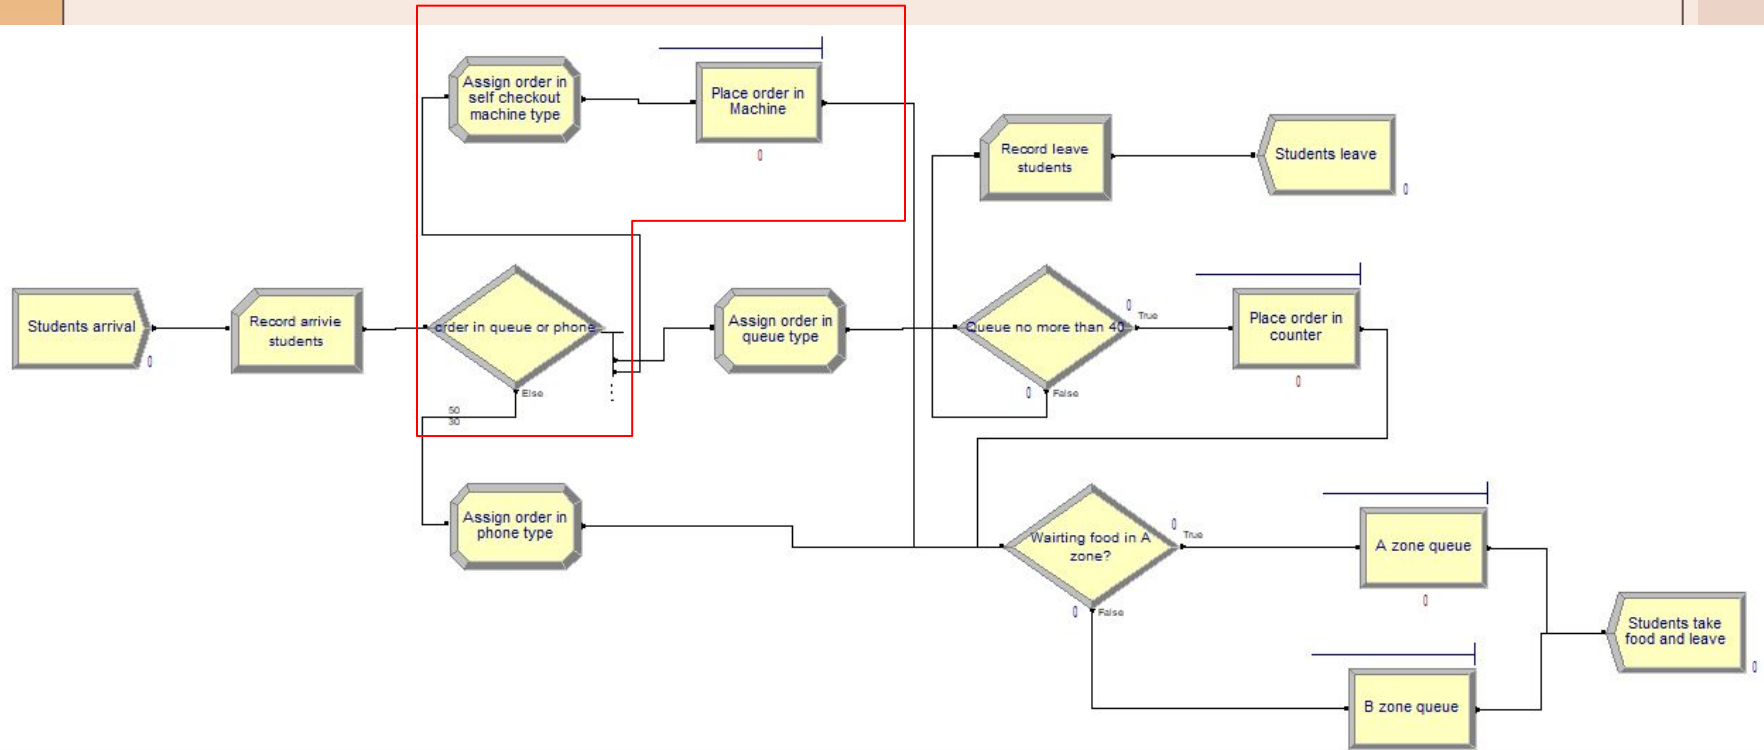 Assign order in
self checkout
machine type
Place order in
Machine
0
Record leave
students
Students leave
0
Students arrival
0
Record arrivie
students
order in queue or phone
Else
50
30
Assign order in
queue type
Queue no more than 40
0
True
0
False
Place order in
counter
0
Assign order in
phone type
Wairting food in A
zone?
0
True
0
False
A zone queue
0
B zone queue
Students take
food and leave
0